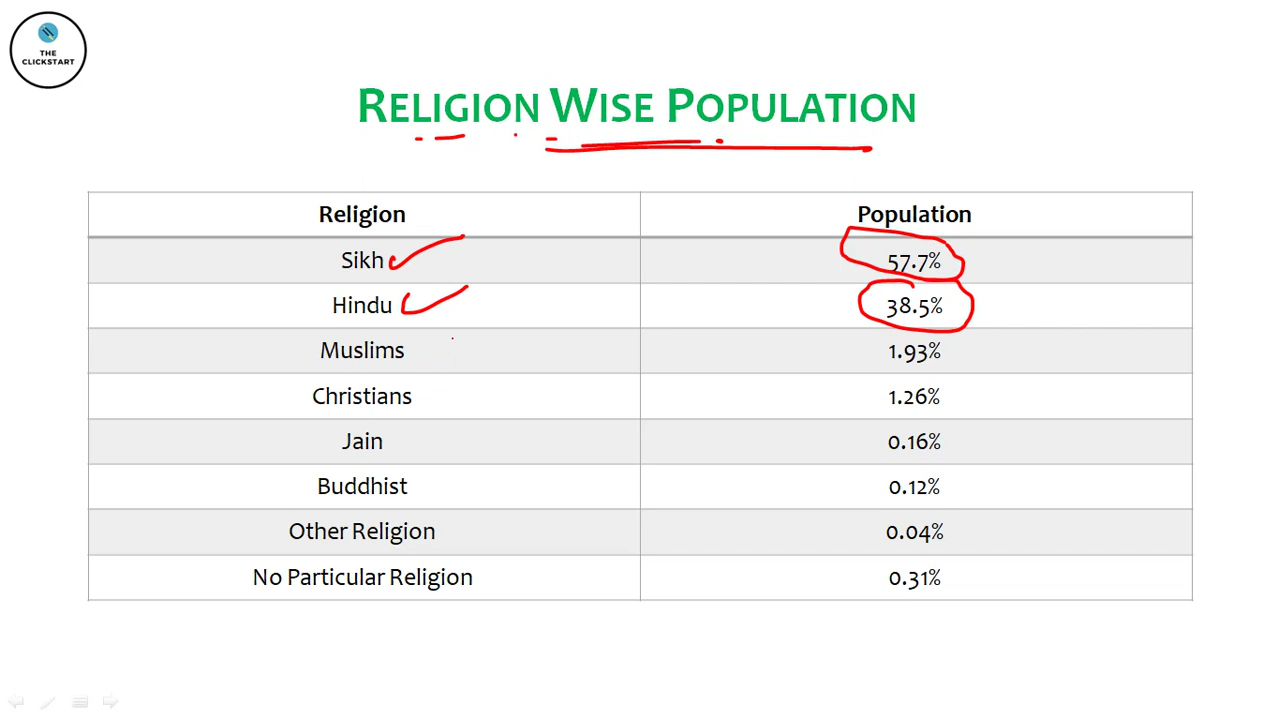 THE
CLICKSTART
RELIGION WISE POPULATION
Religion Population
Sikh 57.7%
Hindu 38.5%
Muslims 1.93%
Christians 1.26%
Jain 0.16%
Buddhist 0.12%
Other Religion 0.04%
No Particular Religion 0.31%